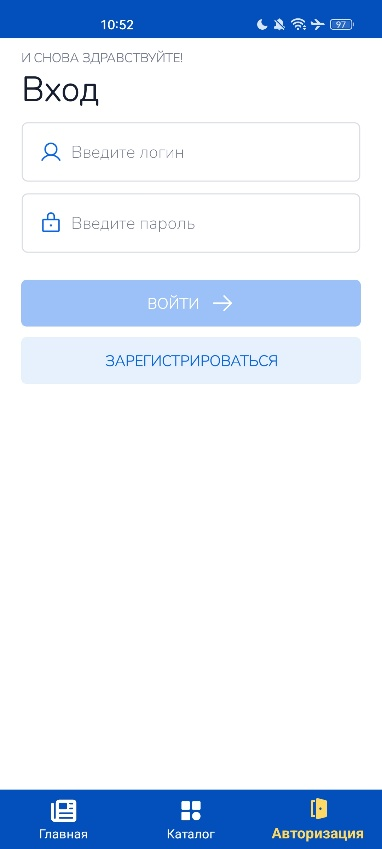 10:52
97
И СНОВА ЗДРАВСТВУЙТЕ!
Вход
Введите логин
Введите пароль
ВОЙТИ
ЗАРЕГИСТРИРОВАТЬСЯ
Главная
Каталог
Авторизация